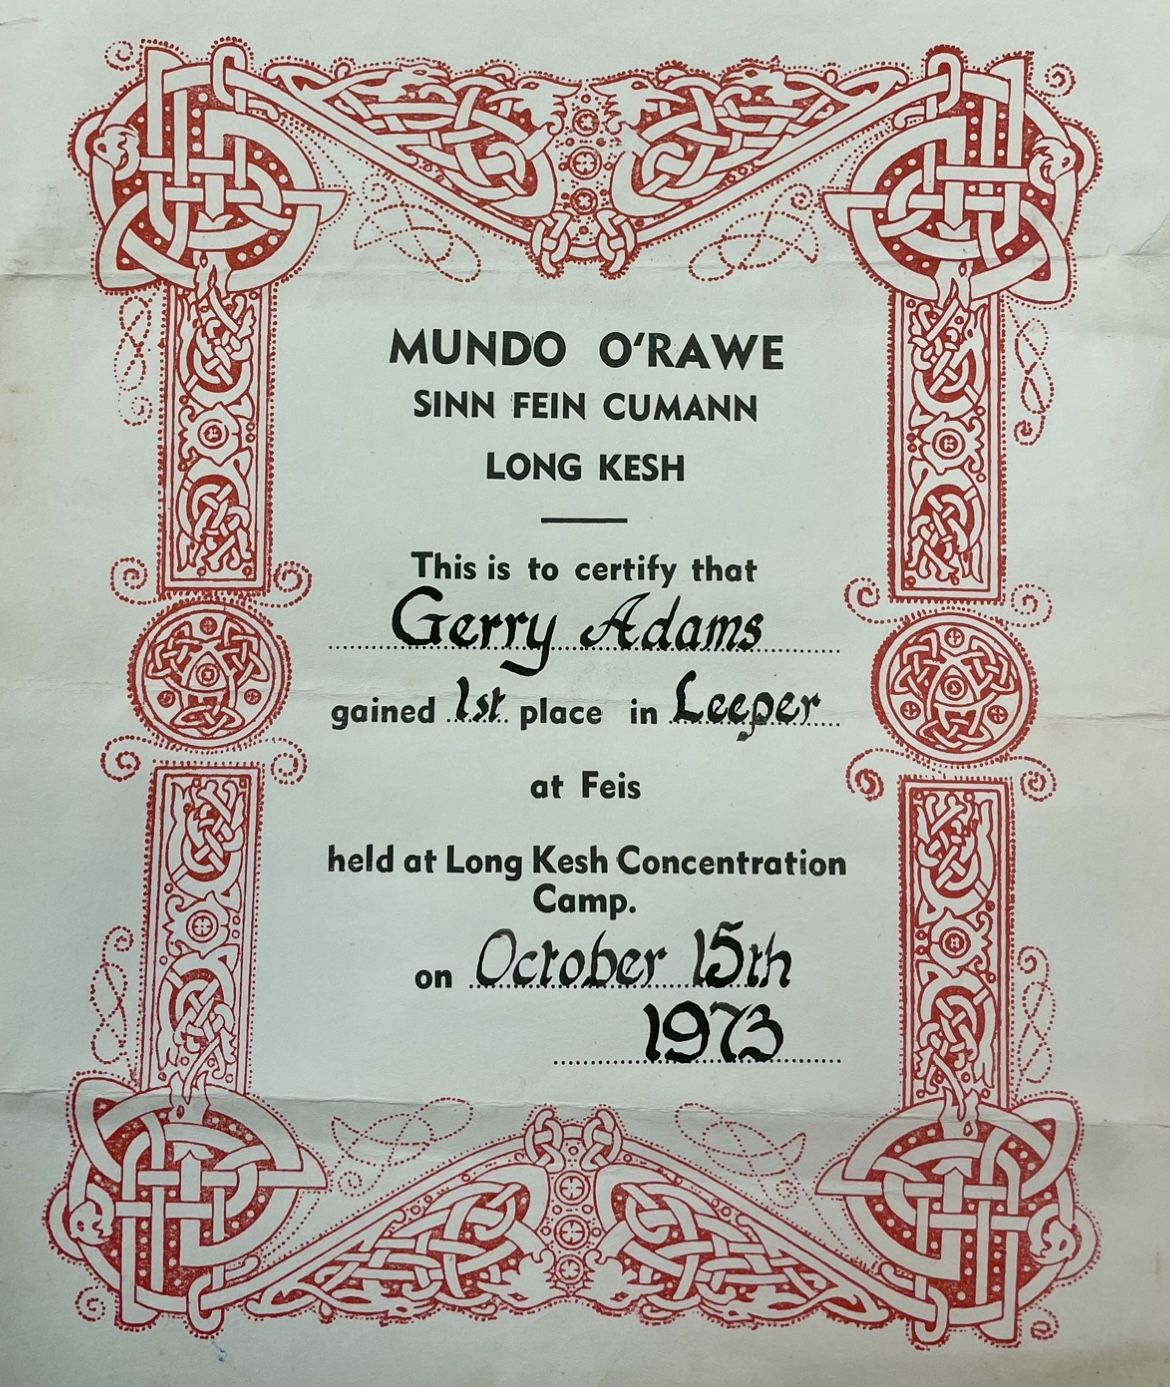 MUNDO O'RAWE
SINN FEIN CUMANN
LONG KESH
This is to certify that
Gerry Adams
gained 1st place in Leeper
at Feis
held at Long Kesh Concentration
Camp.
on October 15th
1973